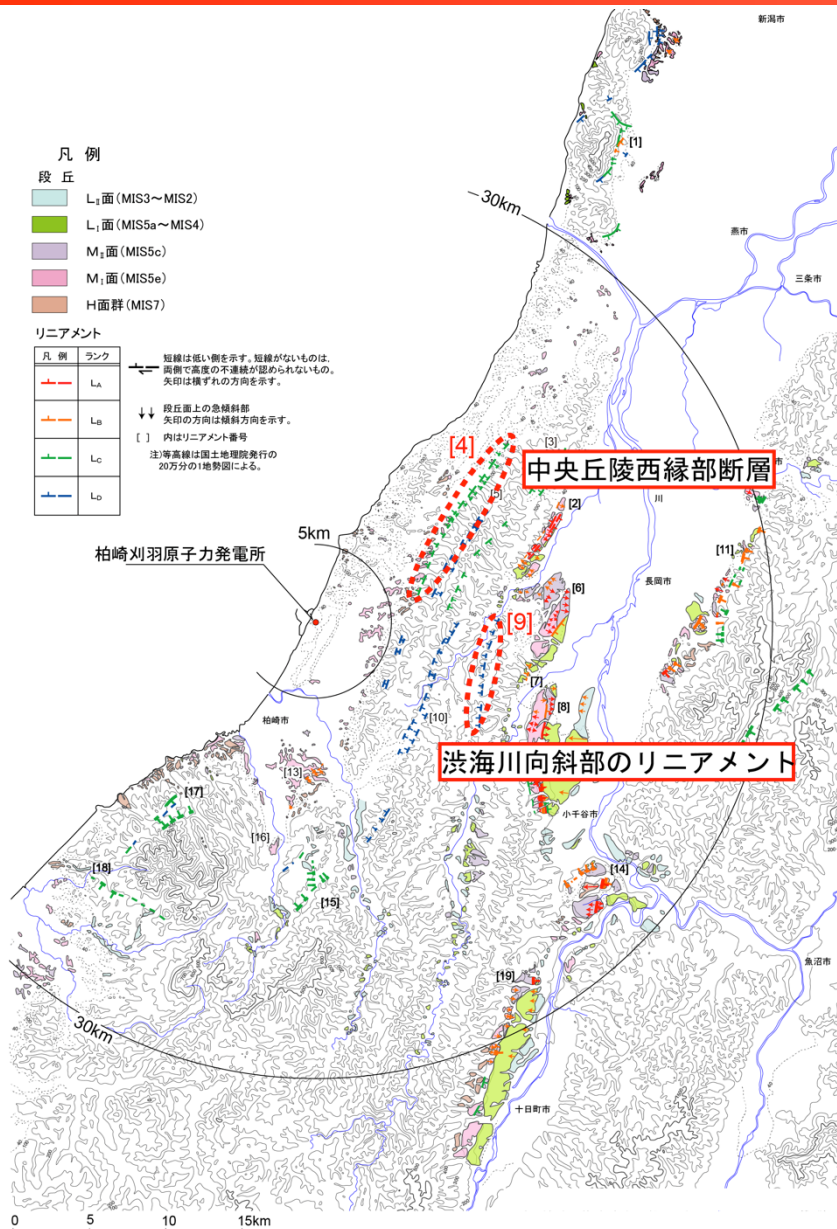 新潟市
[1]
凡 例
段 丘
LⅡ面(MIS3～MIS2)
LⅠ面(MIS5a～MIS4)
MⅡ面(MIS5c)
MⅠ面(MIS5e)
H面群(MIS7)
30km
燕市
三条市
リニアメント
凡 例 ランク
LA
LB
LC
LD
短線は低い側を示す。短線がないものは、
両側で高度の不連続が認められないもの。
矢印は横ずれの方向を示す。
段丘面上の急傾斜部
矢印の方向は傾斜方向を示す。
[ ] 内はリニアメント番号
注)等高線は国土地理院発行の
20万分の1地勢図による。
[4]
[3]
中央丘陵西縁部断層
[5]
[2]
川
[11]
5km
柏崎刈羽原子力発電所
長岡市
[6]
[9]
[7]
[8]
[10]
柏崎市
渋海川向斜部のリニアメント
[13]
[17]
小千谷市
[16]
[18]
[14]
[15]
魚沼市
[19]
30km
十日町市
0 5 10 15km